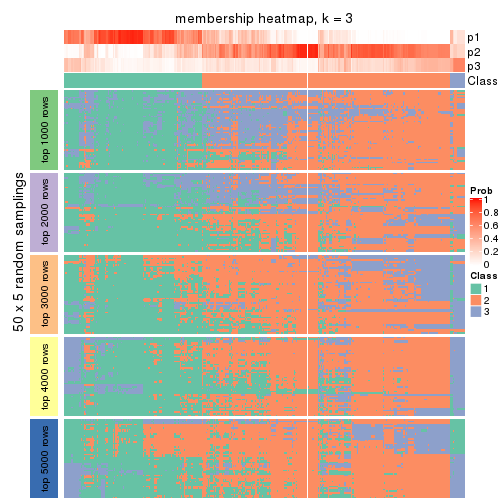 membership heatmap, k = 3
p1
p2
p3
Class
50 x 5 random samplings
top 1000 rows
top 2000 rows
top 3000 rows
top 4000 rows
top 5000 rows
Prob
1
0.8
0.6
0.4
0.2
0
Class
1
2
3